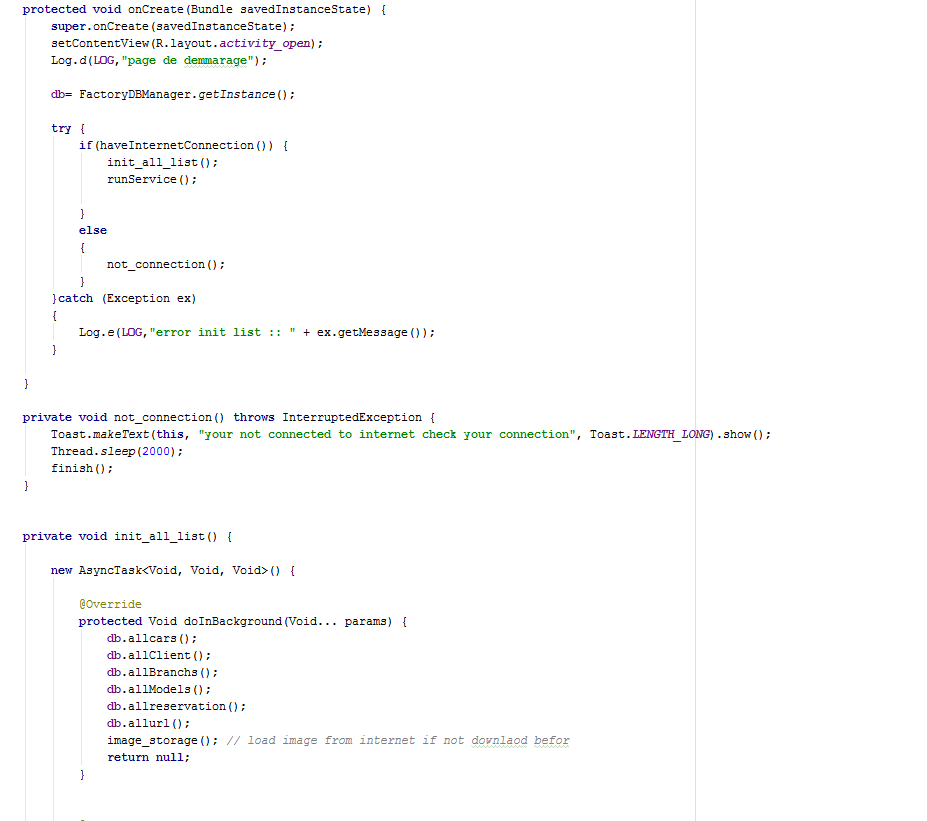 protected void onCreate(Bundle savedInstanceState) {
super.onCreate(savedInstanceState);
setContentView(R.layout.activity_open);
Log.d(LOG,"page de demmarage");
db= FactoryDBManager.getInstance();
try {
if(haveInternetConnection()) {
init_all_list();
runService();
}
else
{
not_connection();
}
}catch (Exception ex)
{
Log.e(LOG,"error init list :: " + ex.getMessage());
}
}
private void not_connection() throws InterruptedException {
Toast.makeText(this, "your not connected to internet check your connection", Toast.LENGTH_LONG).show();
Thread.sleep(2000);
finish();
}
private void init_all_list() {
new AsyncTask<Void, Void, Void>() {
@Override
protected Void doInBackground(Void... params) {
db.allcars();
db.allClient();
db.allBranchs();
db.allModels();
db.allreservation();
db.allurl();
image_storage(); // load image from internet if not downlaod befor
return null;
}